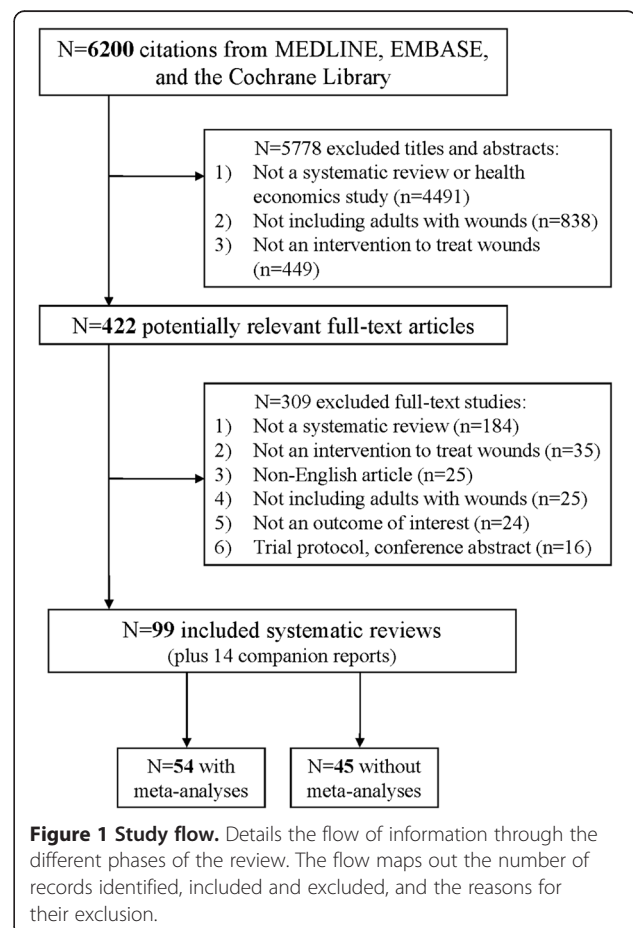 N=6200 citations from MEDLINE, EMBASE,
and the Cochrane Library
N=5778 excluded titles and abstracts:
1) Not a systematic review or health
economics study (n=4491)
2) Not including adults with wounds (n=838)
3) Not an intervention to treat wounds
(n=449)
N=422 potentially relevant full-text articles
N=309 excluded full-text studies:
1) Not a systematic review (n=184)
2) Not an intervention to treat wounds (n=35)
3) Non-English article (n=25)
4) Not including adults with wounds (n=25)
5) Not an outcome of interest (n=24)
6) Trial protocol, conference abstract (n=16)
N=99 included systematic reviews
(plus 14 companion reports)
N=54 with
meta-analyses
N=45 without
meta-analyses
Figure 1 Study flow. Details the flow of information through the
different phases of the review. The flow maps out the number of
records identified, included and excluded, and the reasons for
their exclusion.